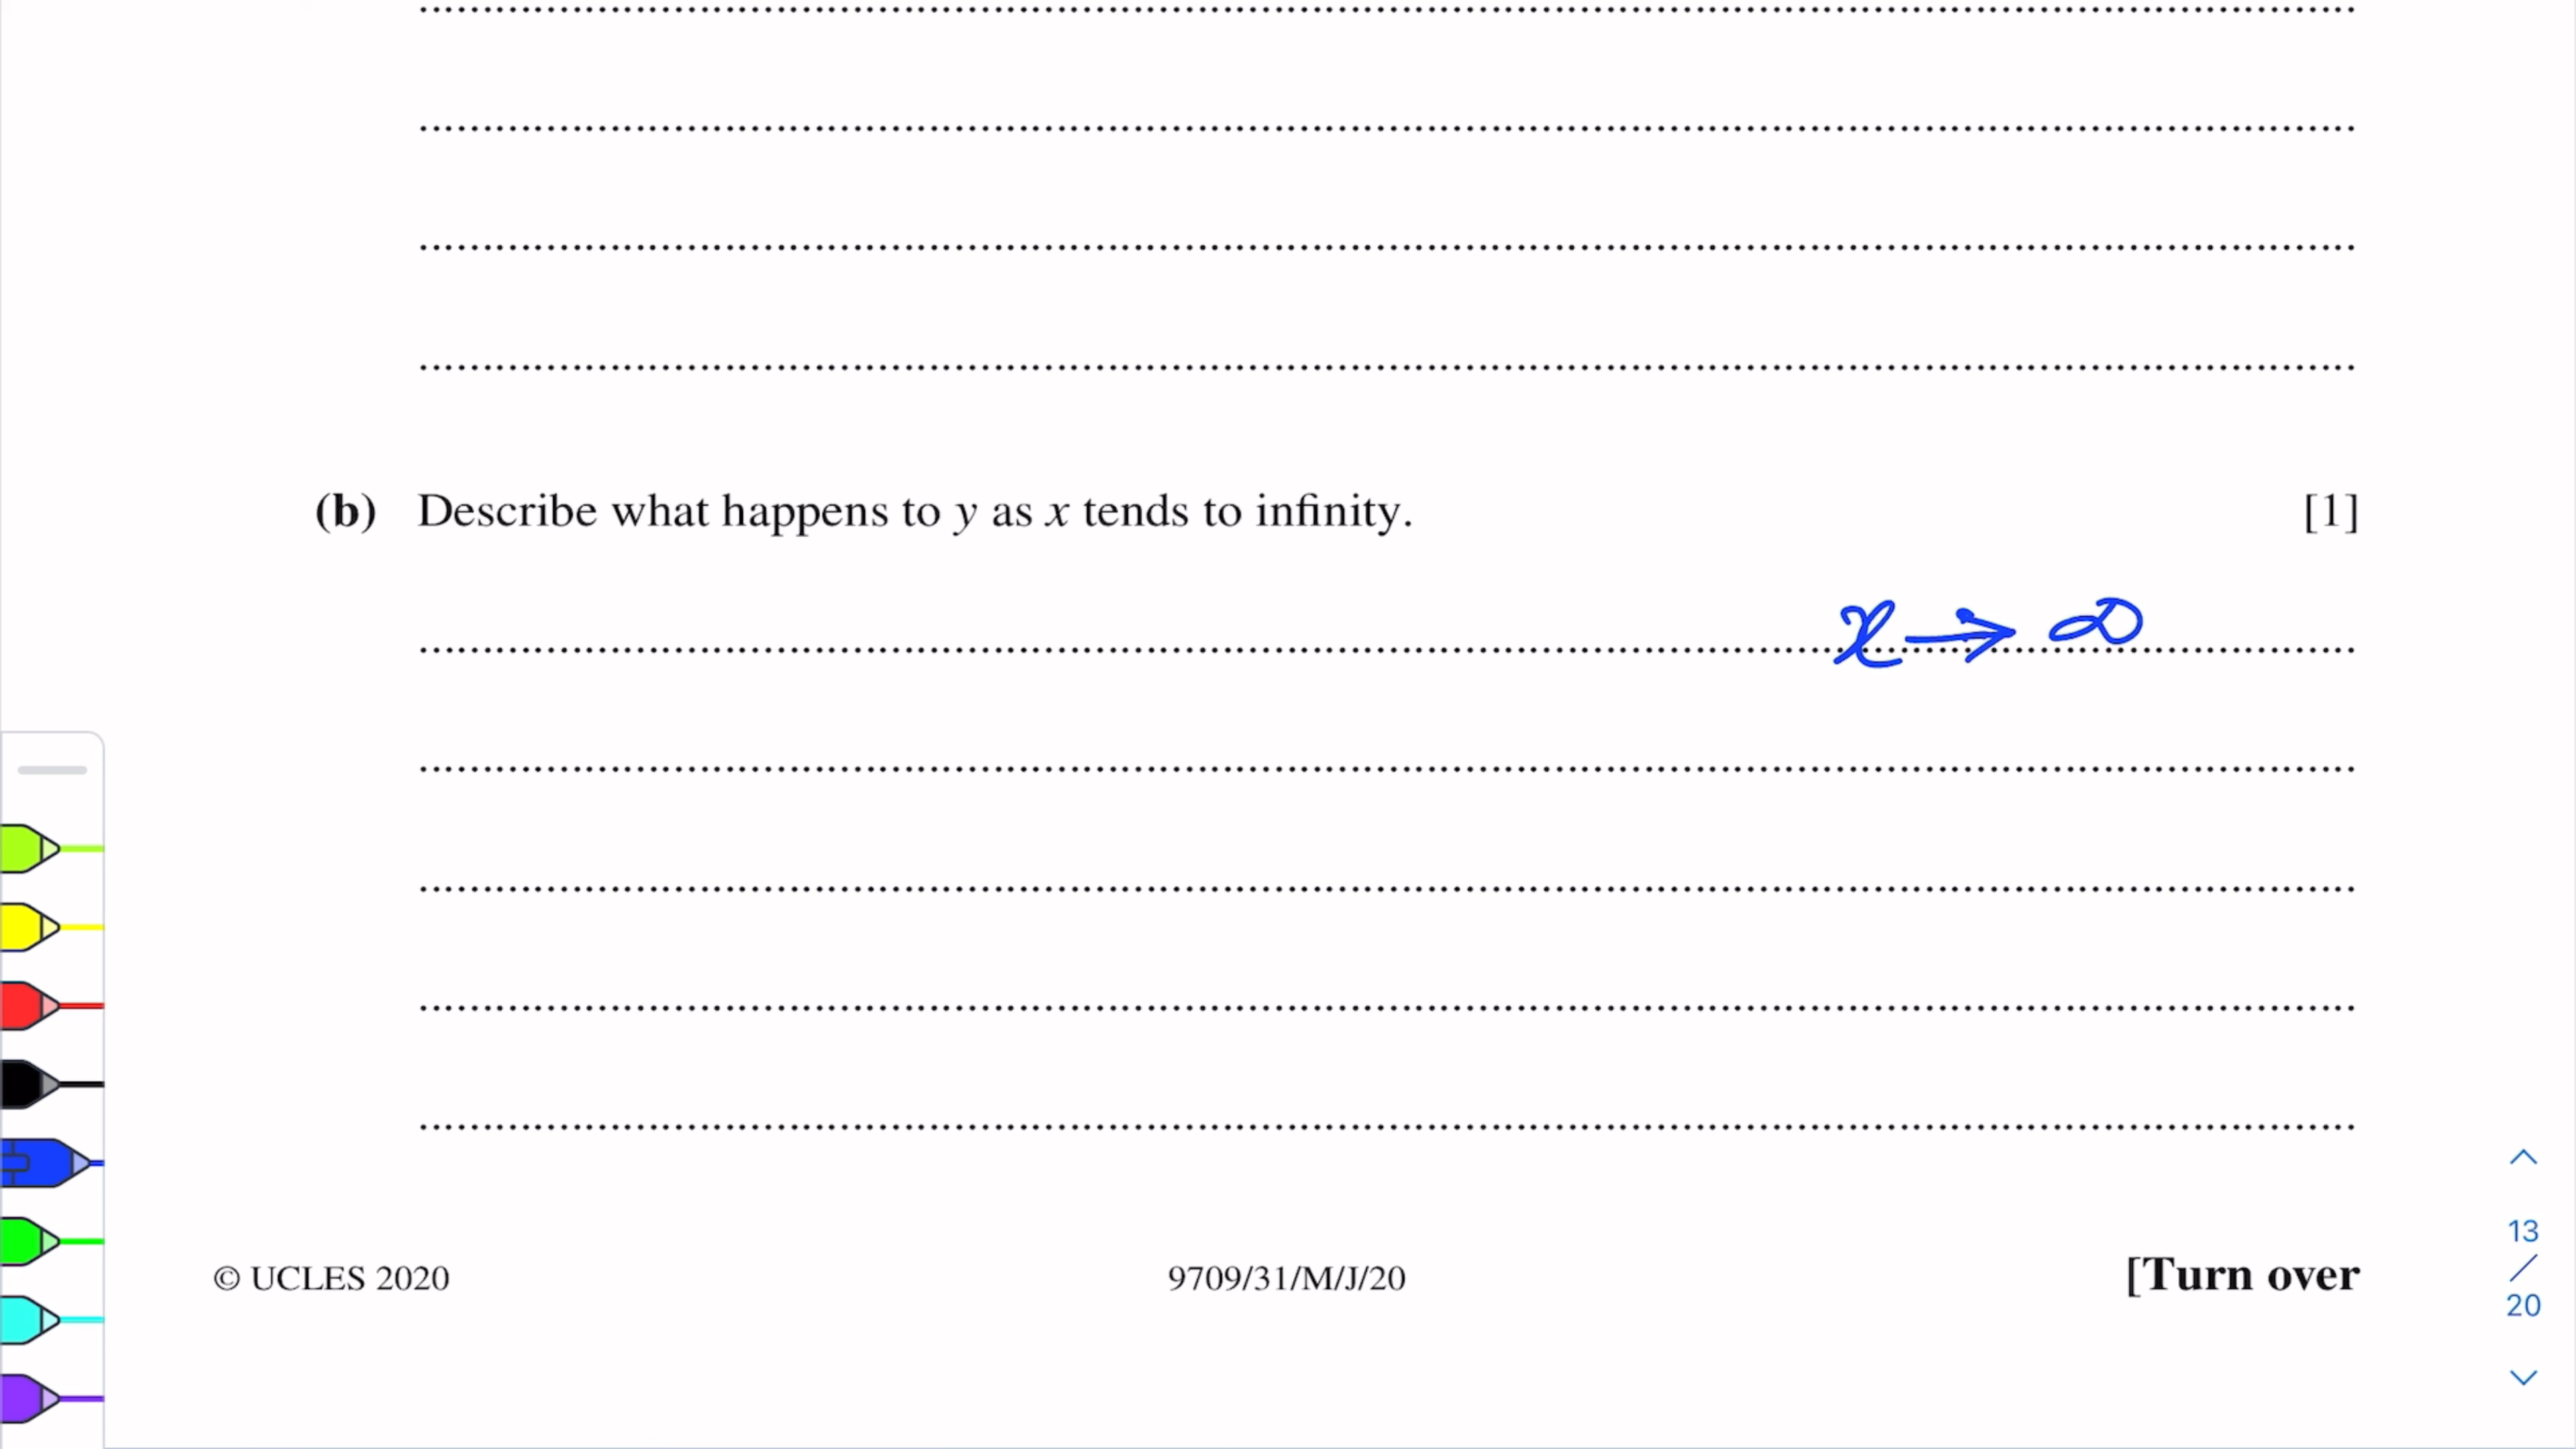 (b) Describe what happens to y as x tends to infinity. [1]
x → ∞
© UCLES 2020 9709/31/M/J/20 [Turn over
13
/
20